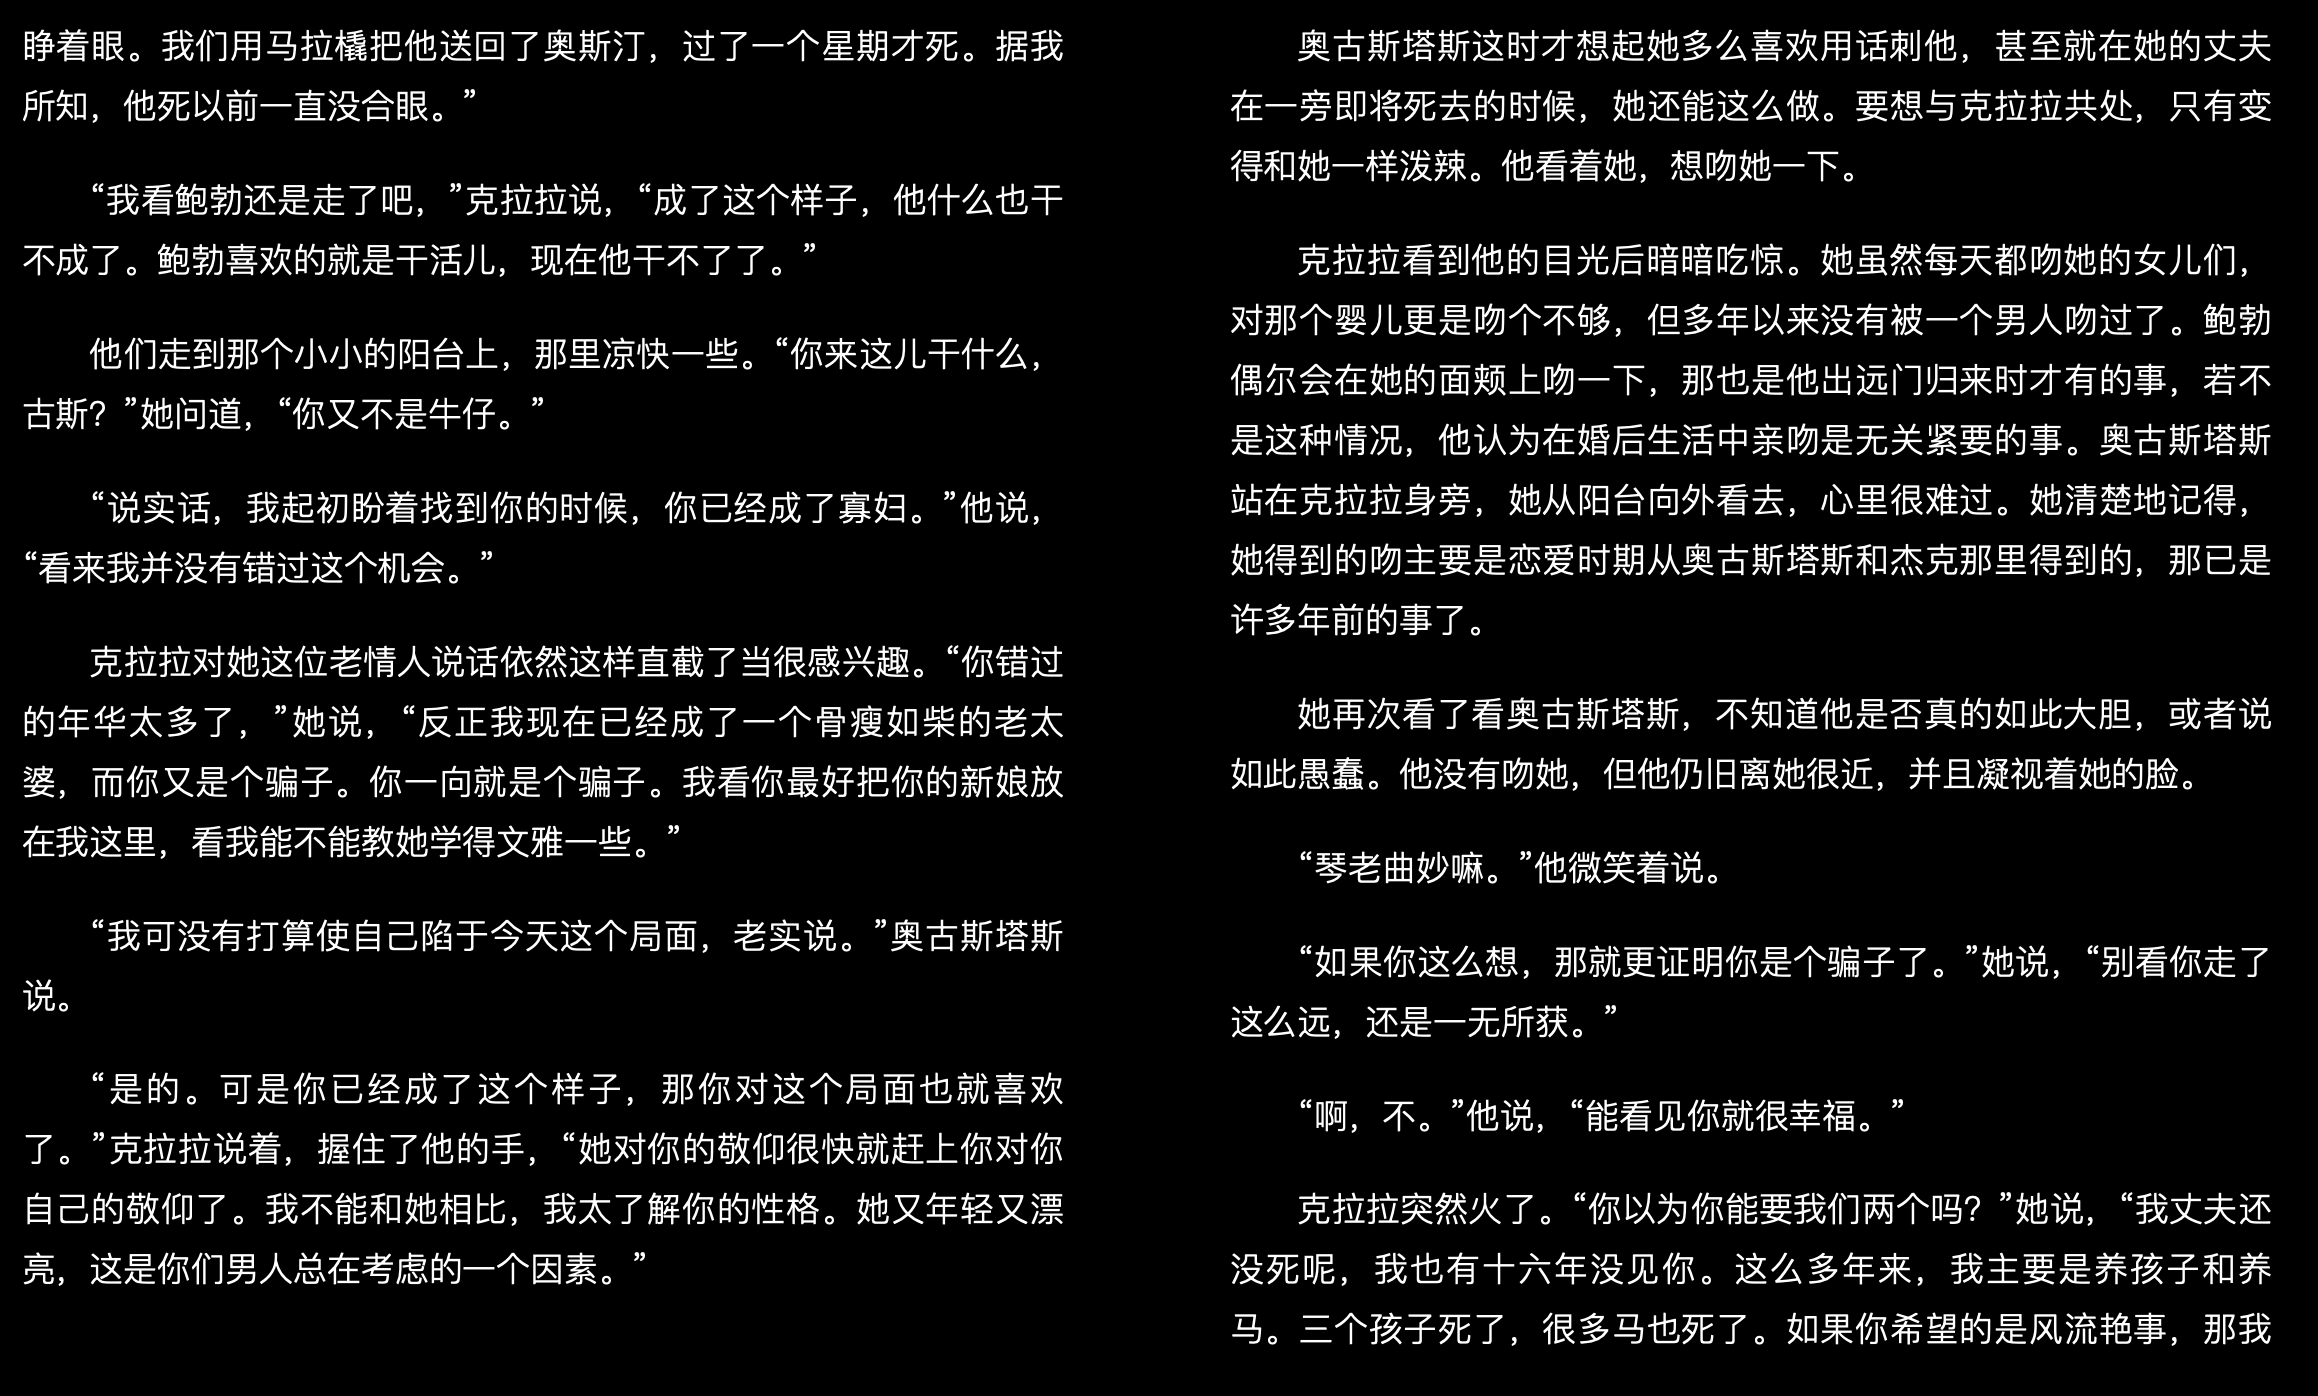 睁着眼。我们用马拉橇把他送回了奥斯汀，过了一个星期才死。据我
所知，他死以前一直没合眼。”
“我看鲍勃还是走了吧，”克拉拉说，“成了这个样子，他什么也干
不成了。鲍勃喜欢的就是干活儿，现在他干不了了。”
他们走到那个小小的阳台上，那里凉快一些。“你来这儿干什么，
古斯？”她问道，“你又不是牛仔。”
“说实话，我起初盼着找到你的时候，你已经成了寡妇。”他说，
“看来我并没有错过这个机会。”
克拉拉对她这位老情人说话依然这样直截了当很感兴趣。“你错过
的年华太多了，”她说，“反正我现在已经成了一个骨瘦如柴的老太
婆，而你又是个骗子。你一向就是个骗子。我看你最好把你的新娘放
在我这里，看我能不能教她学得文雅一些。”
“我可没有打算使自己陷于今天这个局面，老实说。”奥古斯塔斯
说。
“是的。可是你已经成了这个样子，那你对这个局面也就喜欢
了。”克拉拉说着，握住了他的手，“她对你的敬仰很快就赶上你对你
自己的敬仰了。我不能和她相比，我太了解你的性格。她又年轻又漂
亮，这是你们男人总在考虑的一个因素。”
奥古斯塔斯这时才想起她多么喜欢用话刺他，甚至就在她的丈夫
在一旁即将死去的时候，她还能这么做。要想与克拉拉共处，只有变
得和她一样泼辣。他看着她，想吻她一下。
克拉拉看到他的目光后暗暗吃惊。她虽然每天都吻她的女儿们，
对那个婴儿更是吻个不够，但多年以来没有被一个男人吻过了。鲍勃
偶尔会在她的面颊上吻一下，那也是他出远门归来时才有的事，若不
是这种情况，他认为在婚后生活中亲吻是无关紧要的事。奥古斯塔斯
站在克拉拉身旁，她从阳台向外看去，心里很难过。她清楚地记得，
她得到的吻主要是恋爱时期从奥古斯塔斯和杰克那里得到的，那已是
许多年前的事了。
她再次看了看奥古斯塔斯，不知道他是否真的如此大胆，或者说
如此愚蠢。他没有吻她，但他仍旧离她很近，并且凝视着她的脸。
“琴老曲妙嘛。”他微笑着说。
“如果你这么想，那就更证明你是个骗子了。”她说，“别看你走了
这么远，还是一无所获。”
“啊，不。”他说，“能看见你就很幸福。”
克拉拉突然火了。“你以为你能要我们两个吗？”她说，“我丈夫还
没死呢，我也有十六年没见你。这么多年来，我主要是养孩子和养
马。三个孩子死了，很多马也死了。如果你希望的是风流艳事，那我